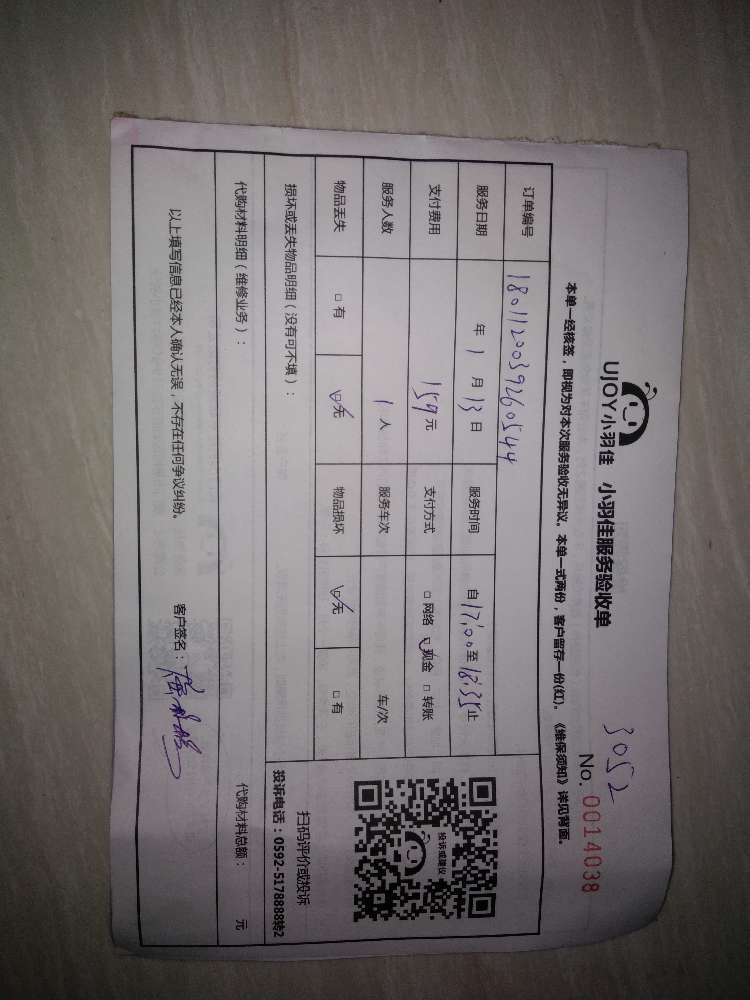 3052
UJOY小羽佳 小羽佳服务验收单
No. 0014038
本单一经核签，即视为对本次服务验收无异议。本单一式两份，客户留存一份(红)。《维保须知》详见背面。
订单编号 1801120039260544
服务日期 年 1 月 13 日 服务时间 自 17:00 至 18:35 止
支付费用 159 元 支付方式 □ 网络 ☑ 现金 □ 转账
服务人数 1 人 服务车次 车/次
物品丢失 □ 有 ☑ 无 物品损坏 ☑ 无 □ 有
损坏或丢失物品明细（没有可不填）：
投诉或建议
扫码评价或投诉
投诉电话：0592-5178888转2
代购材料明细（维修业务）： 代购材料总额： 元
以上填写信息已经本人确认无误，不存在任何争议纠纷。 客户签名：